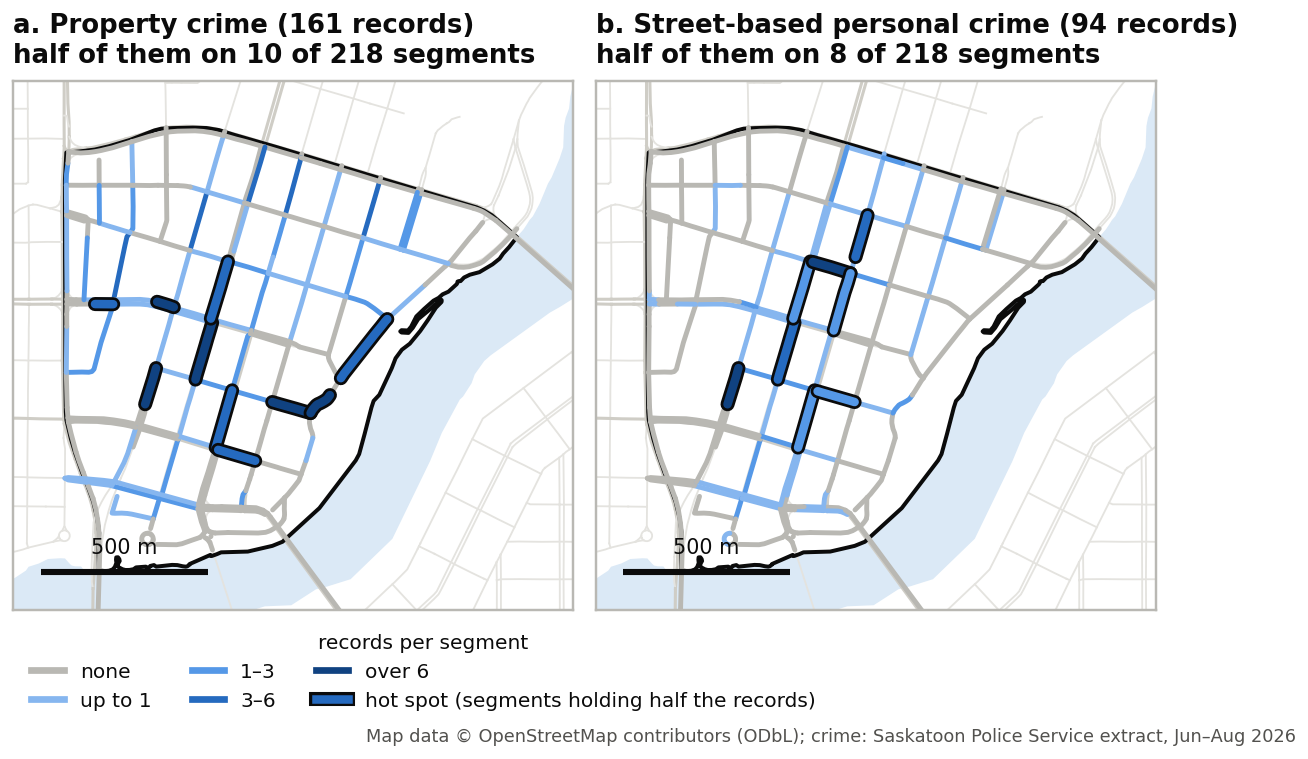 a. Property crime (161 records)
half of them on 10 of 218 segments
b. Street-based personal crime (94 records)
half of them on 8 of 218 segments
500 m
500 m
records per segment
none
1–3
over 6
up to 1
3–6
hot spot (segments holding half the records)
Map data © OpenStreetMap contributors (ODbL); crime: Saskatoon Police Service extract, Jun–Aug 2026